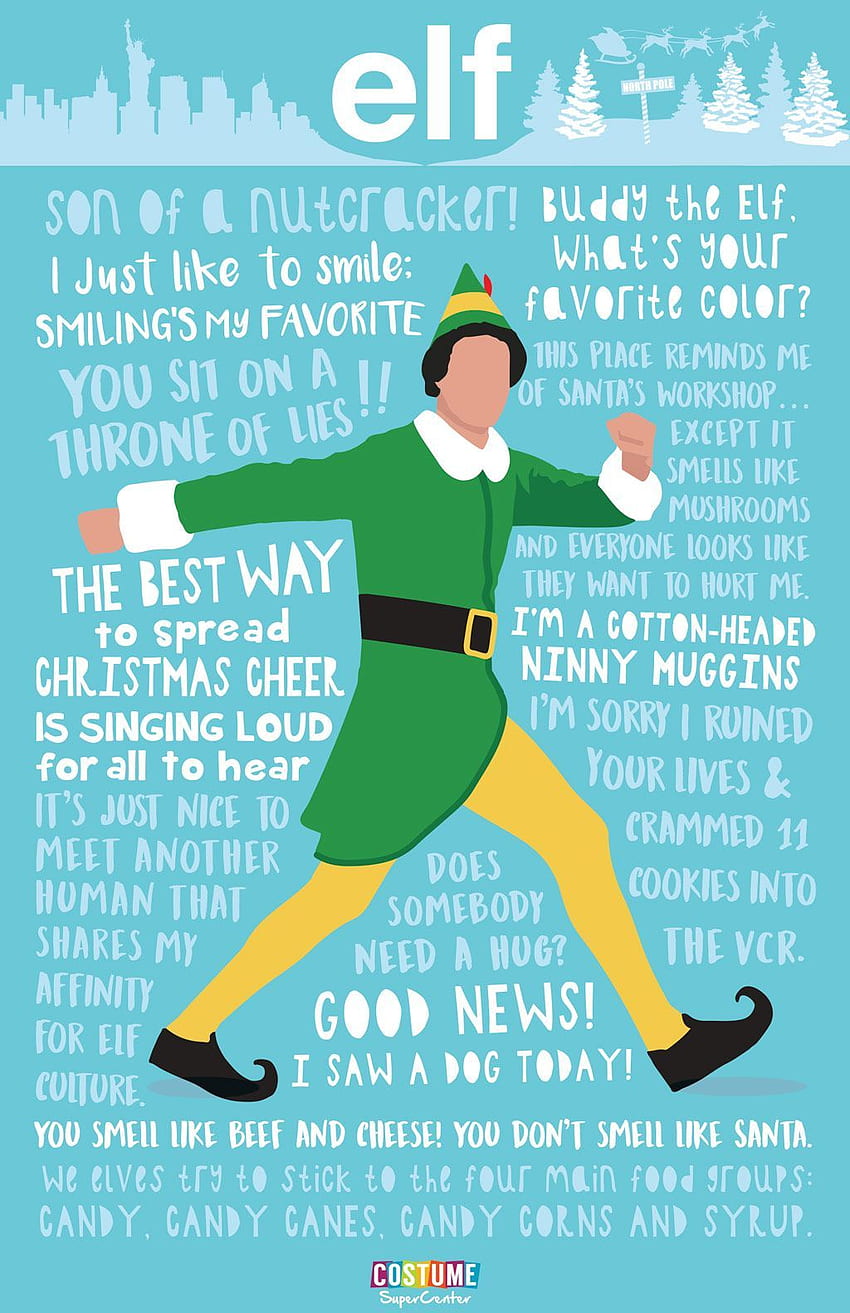 elf
NORTH POLE
son of a nutcracker!
I Just like to smile;
SMILING'S MY FAVORITE
Buddy the Elf,
What's your
favorite color?
YOU SIT ON A
THRONE OF LIES!!
THIS PLACE REMINDS ME
OF SANTA'S WORKSHOP...
EXCEPT IT
SMELLS LIKE
MUSHROOMS
AND EVERYONE LOOKS LIKE
THEY WANT TO HURT ME.
THE BEST WAY
to spread
CHRISTMAS CHEER
IS SINGING LOUD
for all to hear
I'M A COTTON-HEADED
NINNY MUGGINS
I'M SORRY I RUINED
YOUR LIVES &
CRAMMED 11
COOKIES INTO
THE VCR.
IT'S JUST NICE TO
MEET ANOTHER
HUMAN THAT
SHARES MY
AFFINITY
FOR ELF
CULTURE.
DOES
SOMEBODY
NEED A HUG?
GOOD NEWS!
I SAW A DOG TODAY!
YOU SMELL LIKE BEEF AND CHEESE! YOU DON'T SMELL LIKE SANTA.
We elves try to stick to the four main food groups:
CANDY, CANDY CANES, CANDY CORNS AND SYRUP.
COSTUME
SuperCenter